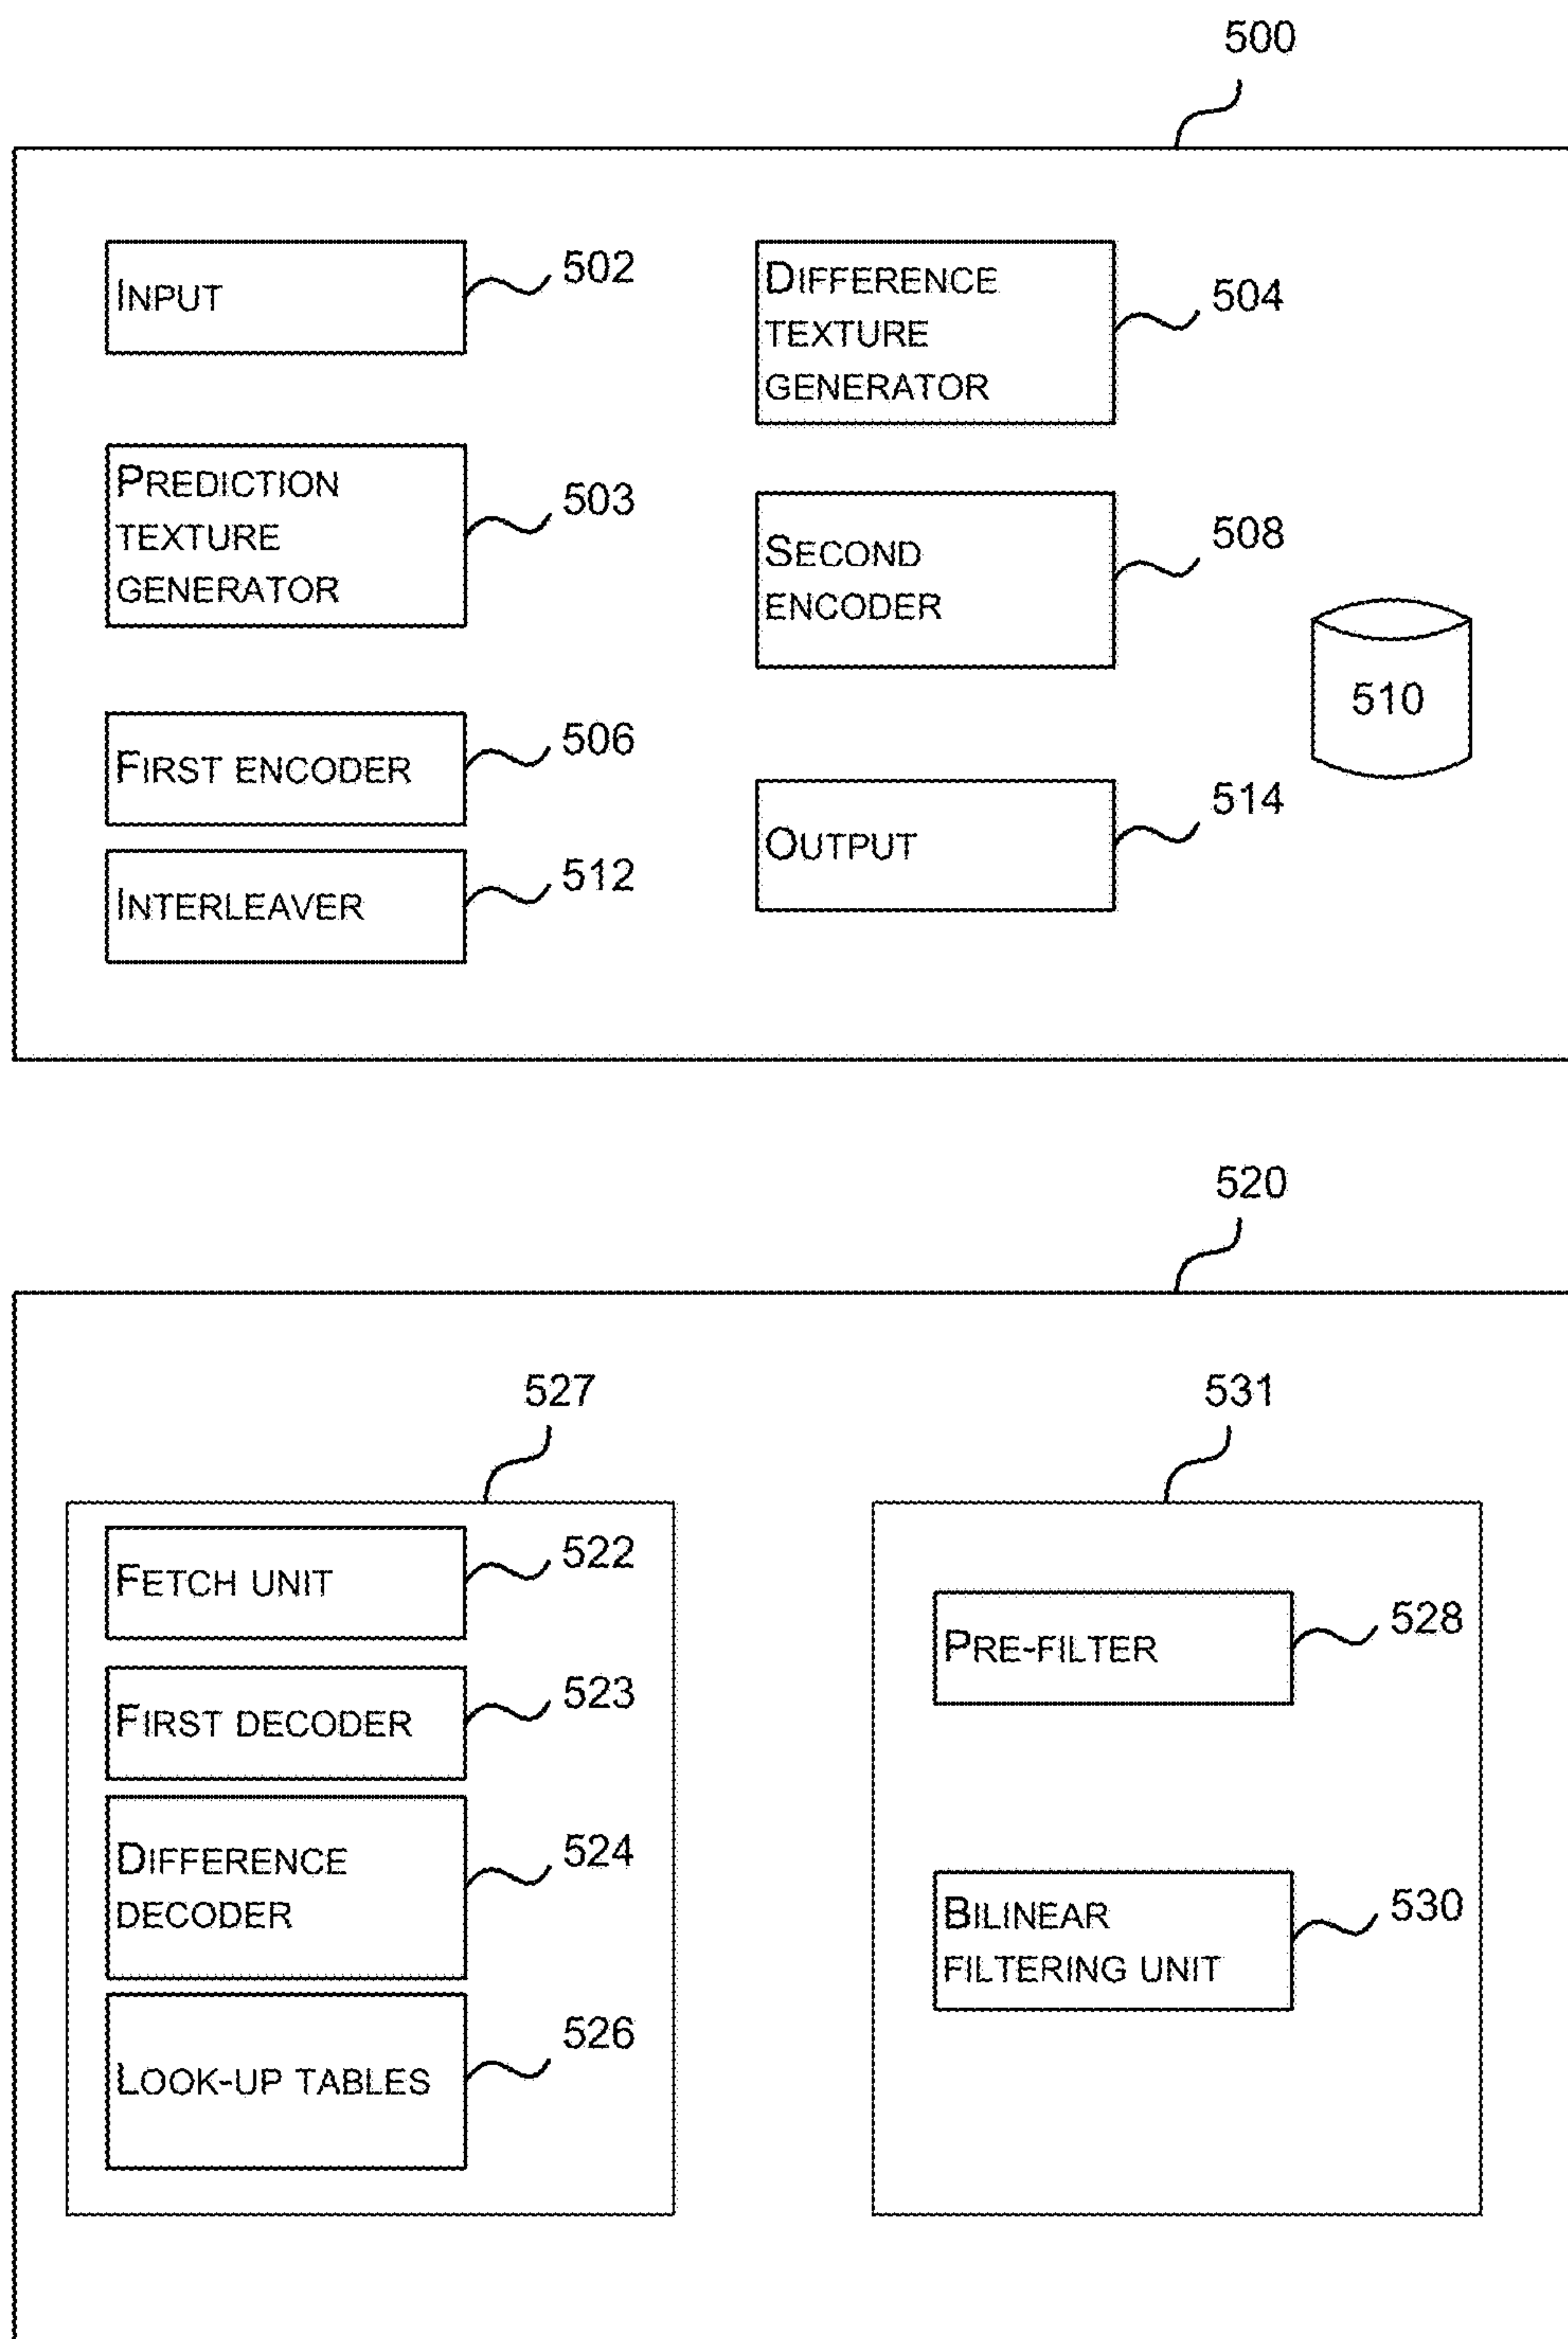 500
INPUT
502
DIFFERENCE
TEXTURE
GENERATOR
504
PREDICTION
TEXTURE
GENERATOR
503
SECOND
ENCODER
508
510
FIRST ENCODER
506
OUTPUT
514
INTERLEAVER
512
520
527
531
FETCH UNIT
522
PRE-FILTER
528
FIRST DECODER
523
DIFFERENCE
DECODER
524
BILINEAR
FILTERING UNIT
530
LOOK-UP TABLES
526